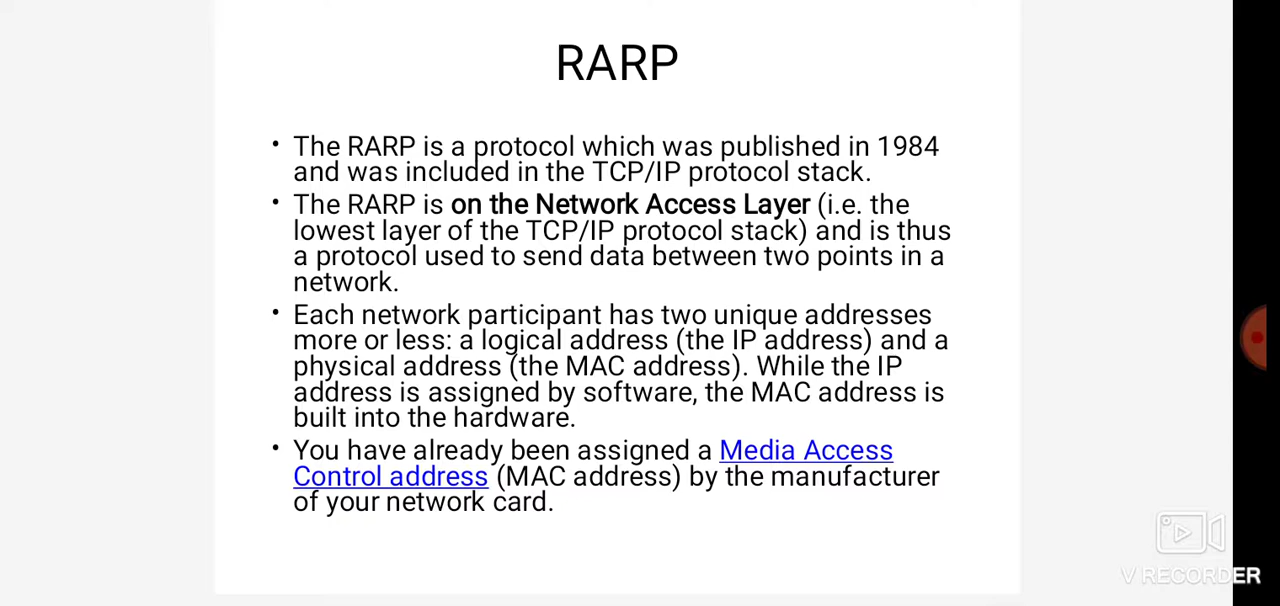 RARP
• The RARP is a protocol which was published in 1984
and was included in the TCP/IP protocol stack.
• The RARP is on the Network Access Layer (i.e. the
lowest layer of the TCP/IP protocol stack) and is thus
a protocol used to send data between two points in a
network.
• Each network participant has two unique addresses
more or less: a logical address (the IP address) and a
physical address (the MAC address). While the IP
address is assigned by software, the MAC address is
built into the hardware.
• You have already been assigned a Media Access
Control address (MAC address) by the manufacturer
of your network card.
V RECORDER